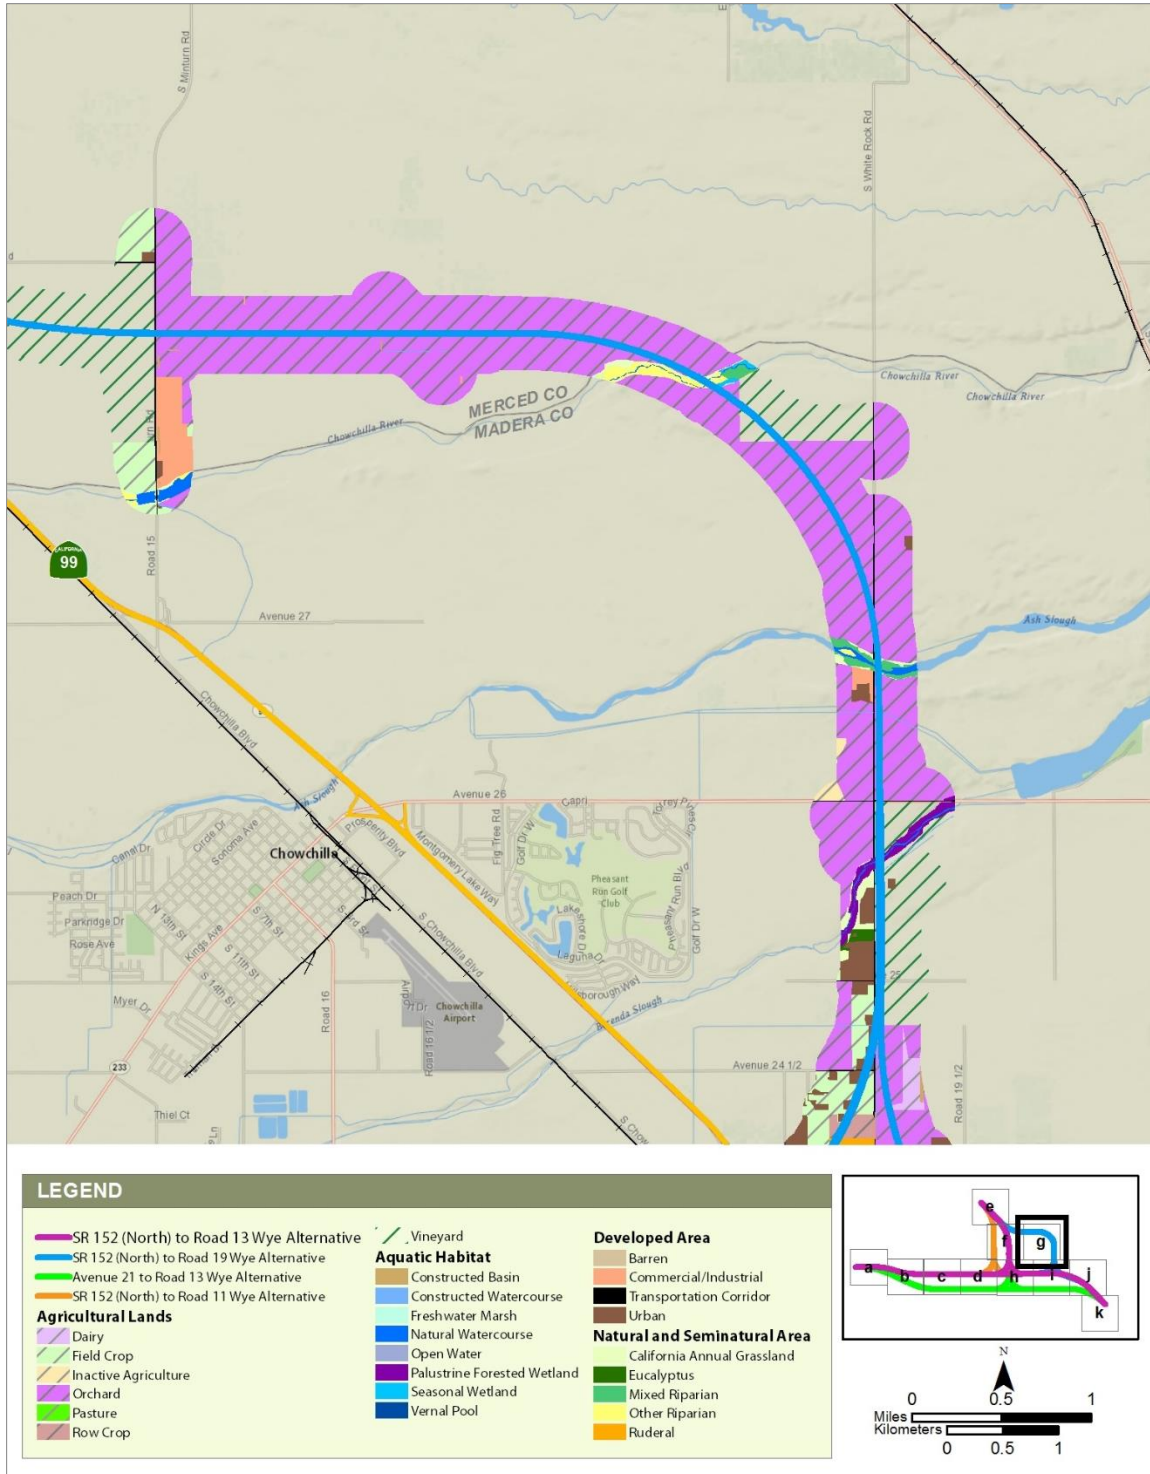 S Minturn Rd
E
S White Rock Rd
d
Chowchilla River
Chowchilla River
MERCED CO
MADERA CO
Chowchilla River
rn Rd
CALIFORNIA
99
Road 15
Avenue 27
Ash Slough
Chowchilla Blvd
Ash Slough
Avenue 26
Capri
Torrey Pines Cir
Circle Dr
Sonoma Ave
Canal Dr
Prosperity Blvd
Fig Tree Rd
Golf Dr W
Chowchilla
Montgomery Lake Way
Pheasant
Run Golf
Club
Pheasant Run Blvd
Peach Dr
Parkridge Dr
Rose Ave
N 13th St
S 7th St
Kings Ave
S 11th St
S 14th St
S 3rd St
S Chowchilla Blvd
Lakeshore Dr
Laguna Dr
Golf Dr W
Myer Dr
Road 16
Chowchilla
Airport
Road 16 1/2
Berenda Slough
25
Avenue 24 1/2
Road 19 1/2
233
Thiel Ct
Ln
S Chow
LEGEND
SR 152 (North) to Road 13 Wye Alternative
SR 152 (North) to Road 19 Wye Alternative
Avenue 21 to Road 13 Wye Alternative
SR 152 (North) to Road 11 Wye Alternative
Agricultural Lands
Dairy
Field Crop
Inactive Agriculture
Orchard
Pasture
Row Crop
Vineyard
Aquatic Habitat
Constructed Basin
Constructed Watercourse
Freshwater Marsh
Natural Watercourse
Open Water
Palustrine Forested Wetland
Seasonal Wetland
Vernal Pool
Developed Area
Barren
Commercial/Industrial
Transportation Corridor
Urban
Natural and Seminatural Area
California Annual Grassland
Eucalyptus
Mixed Riparian
Other Riparian
Ruderal
e
f
g
a
b
c
d
h
i
j
k
N
0 0.5 1
Miles
Kilometers
0 0.5 1